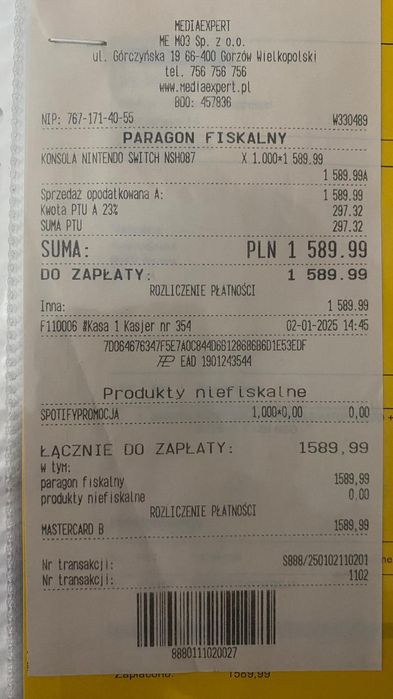 MEDIAEXPERT
ME M03 Sp. z o.o.
ul. Górczyńska 19 66-400 Gorzów Wielkopolski
tel. 756 756 756
www.mediaexpert.pl
BDO: 457836
NIP: 767-171-40-55 W330489
PARAGON FISKALNY
KONSOLA NINTENDO SWITCH NSH087 X 1.000*1 589.99
1 589.99A
Sprzedaż opodatkowana A: 1 589.99
Kwota PTU A 23% 297.32
SUMA PTU 297.32
SUMA: PLN 1 589.99
DO ZAPŁATY: 1 589.99
ROZLICZENIE PŁATNOŚCI
Inna: 1 589.99
F110006 #Kasa 1 Kasjer nr 354 02-01-2025 14:45
7D064676347F5E7A0C844D6B12868686D1E53EDF
EAD 1901243544
Produkty niefiskalne
SPOTIFYPROMOCJA 1,000*0,00 0,00
ŁĄCZNIE DO ZAPŁATY: 1589,99
w tym:
paragon fiskalny 1589,99
produkty niefiskalne 0,00
ROZLICZENIE PŁATNOŚCI
MASTERCARD B 1589,99
Nr transakcji: S888/250102110201
Nr transakcji: 1102
8880111020027
Zapłacono: 1589,99